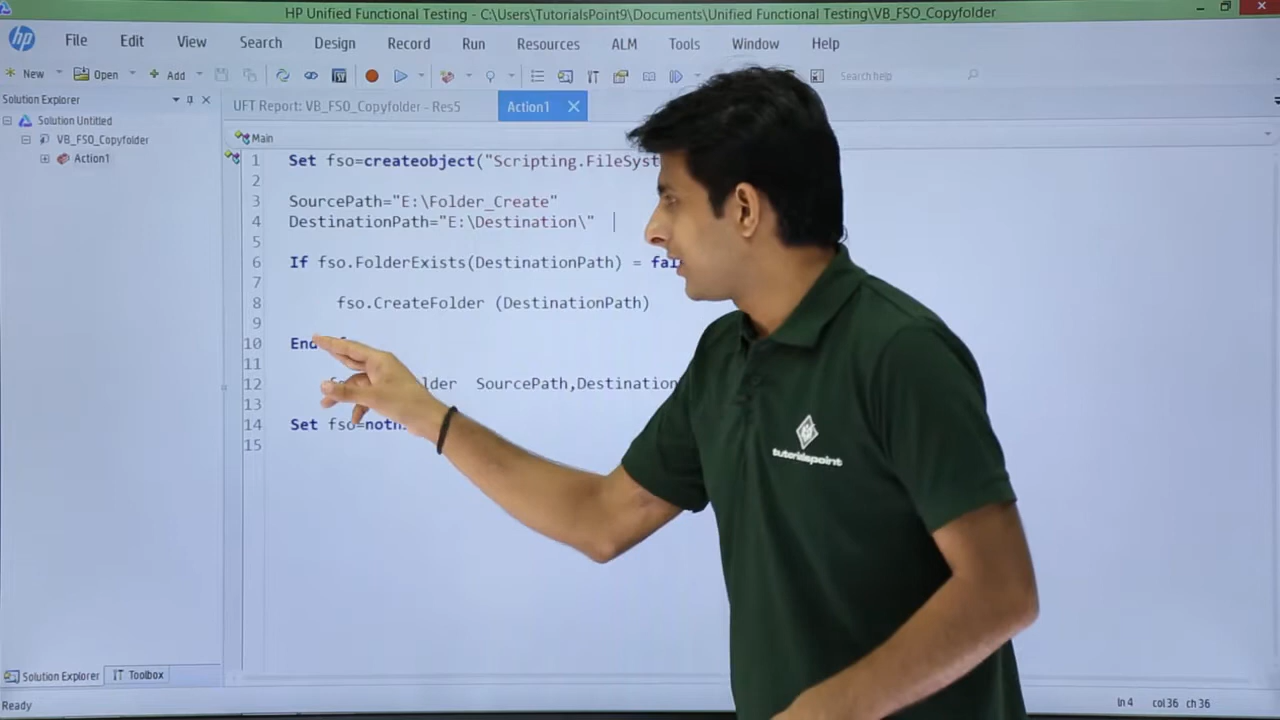 HP Unified Functional Testing - C:\Users\TutorialsPoint9\Documents\Unified Functional Testing\VB_FSO_Copyfolder
hp File Edit View Search Design Record Run Resources ALM Tools Window Help
New Open Add Search help
Solution Explorer
UFT Report: VB_FSO_Copyfolder - Res5 Action1
Solution Untitled
VB_FSO_Copyfolder
Action1
Main
1 Set fso=createobject("Scripting.FileSyst
2
3 SourcePath="E:\Folder_Create"
4 DestinationPath="E:\Destination\"
5
6 If fso.FolderExists(DestinationPath) = fal
7
8 fso.CreateFolder (DestinationPath)
9
10 End
11
12 lder SourcePath,Destination
13
14 Set fso=noth
15
tutorialspoint
Solution Explorer Toolbox
Ready ln 4 col 36 ch 36